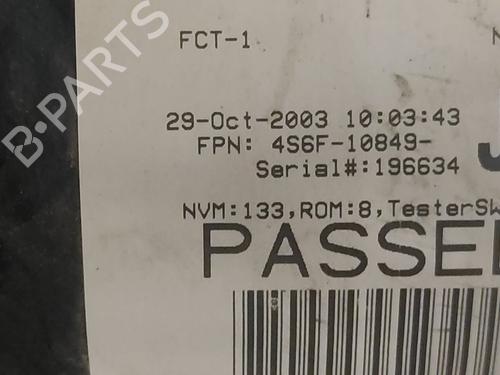 FCT-1
29-Oct-2003 10:03:43
FPN: 4S6F-10849-
Serial#:196634
NVM:133,ROM:8,TesterSW
PASSED
B-PARTS